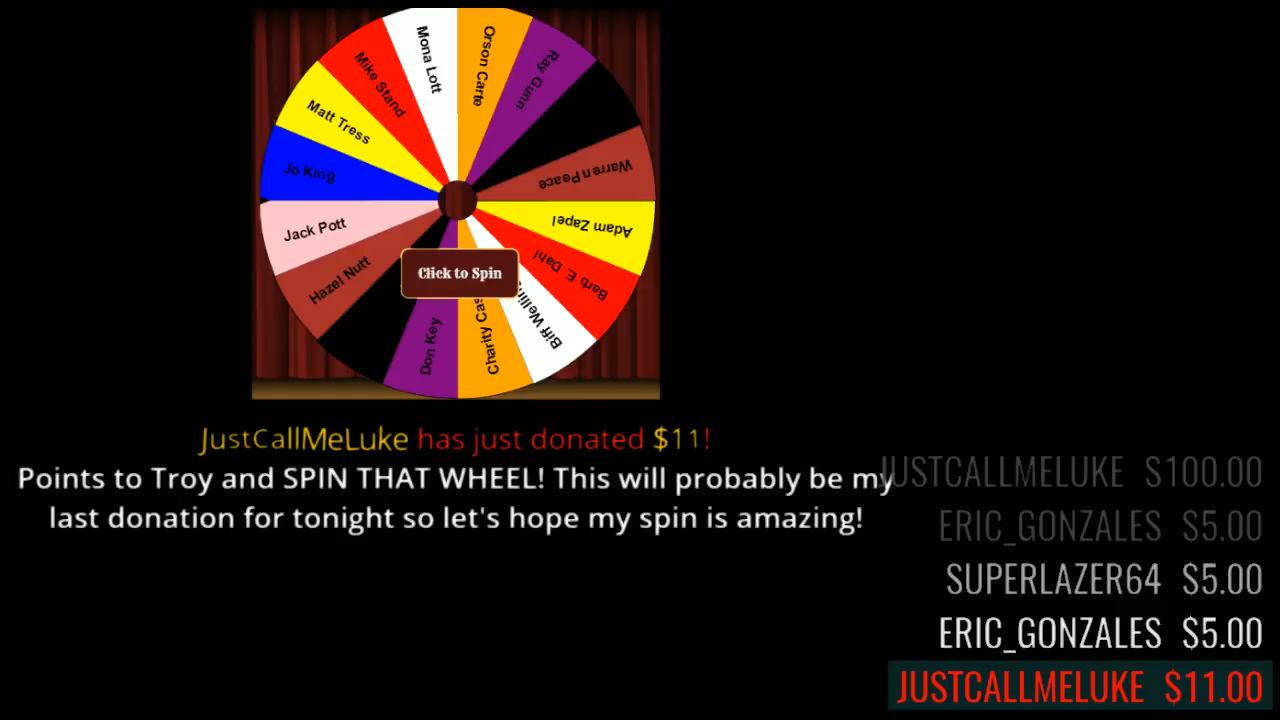 Mona Lott
Orson Carte
Ray Gunn
Mike Stand
Matt Tress
Warren Peace
Jo King
Adam Zapel
Jack Pott
Barb E. Dahl
Hazel Nutt
Click to Spin
Biff
Charity
Don Key
JustCallMeLuke has just donated $11!
Points to Troy and SPIN THAT WHEEL! This will probably be my
last donation for tonight so let's hope my spin is amazing!
JUSTCALLMELUKE $100.00
ERIC_GONZALES $5.00
SUPERLAZER64 $5.00
ERIC_GONZALES $5.00
JUSTCALLMELUKE $11.00